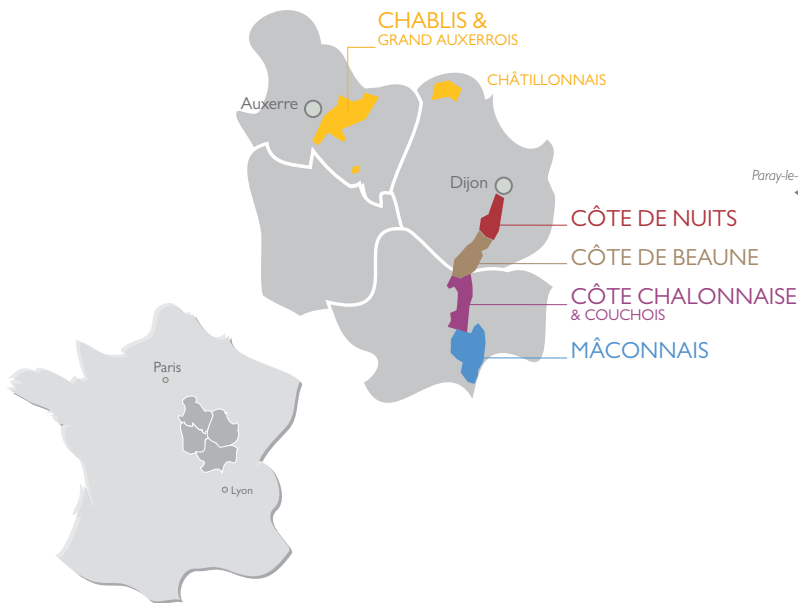 CHABLIS &
GRAND AUXERROIS
CHÂTILLONNAIS
Auxerre
Dijon
Paray-le-
CÔTE DE NUITS
CÔTE DE BEAUNE
CÔTE CHALONNAISE
& COUCHOIS
MÂCONNAIS
Paris
Lyon